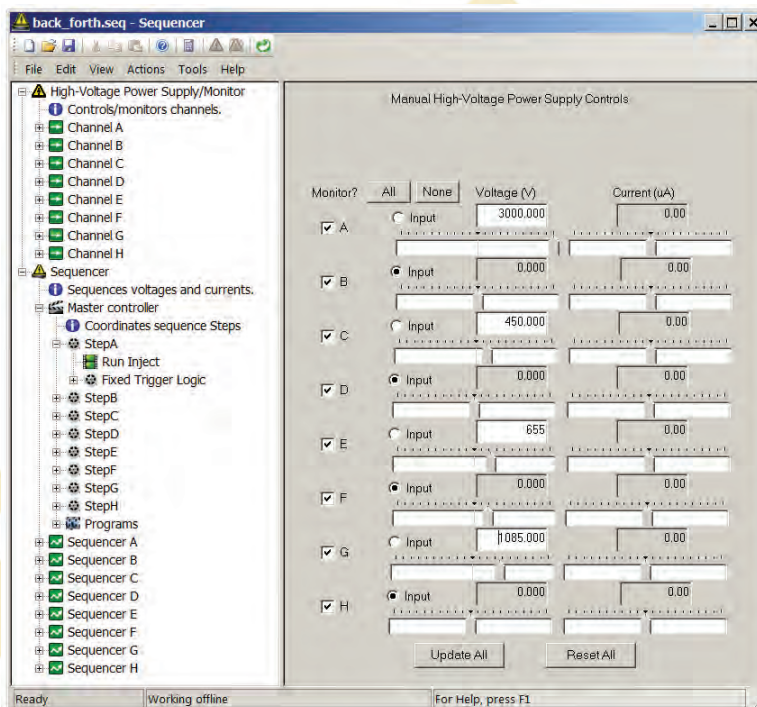 back_forth.seq - Sequencer
File Edit View Actions Tools Help
High-Voltage Power Supply/Monitor
Controls/monitors channels.
Channel A
Channel B
Channel C
Channel D
Channel E
Channel F
Channel G
Channel H
Sequencer
Sequences voltages and currents.
Master controller
Coordinates sequence Steps
StepA
Run Inject
Fixed Trigger Logic
StepB
StepC
StepD
StepE
StepF
StepG
StepH
Programs
Sequencer A
Sequencer B
Sequencer C
Sequencer D
Sequencer E
Sequencer F
Sequencer G
Sequencer H
Manual High-Voltage Power Supply Controls
Monitor? All None Voltage (V) Current (uA)
A Input 3000.000 0.00
B Input 0.000 0.00
C Input 450.000 0.00
D Input 0.000 0.00
E Input 655 0.00
F Input 0.000 0.00
G Input 1085.000 0.00
H Input 0.000 0.00
Update All Reset All
Ready Working offline For Help, press F1